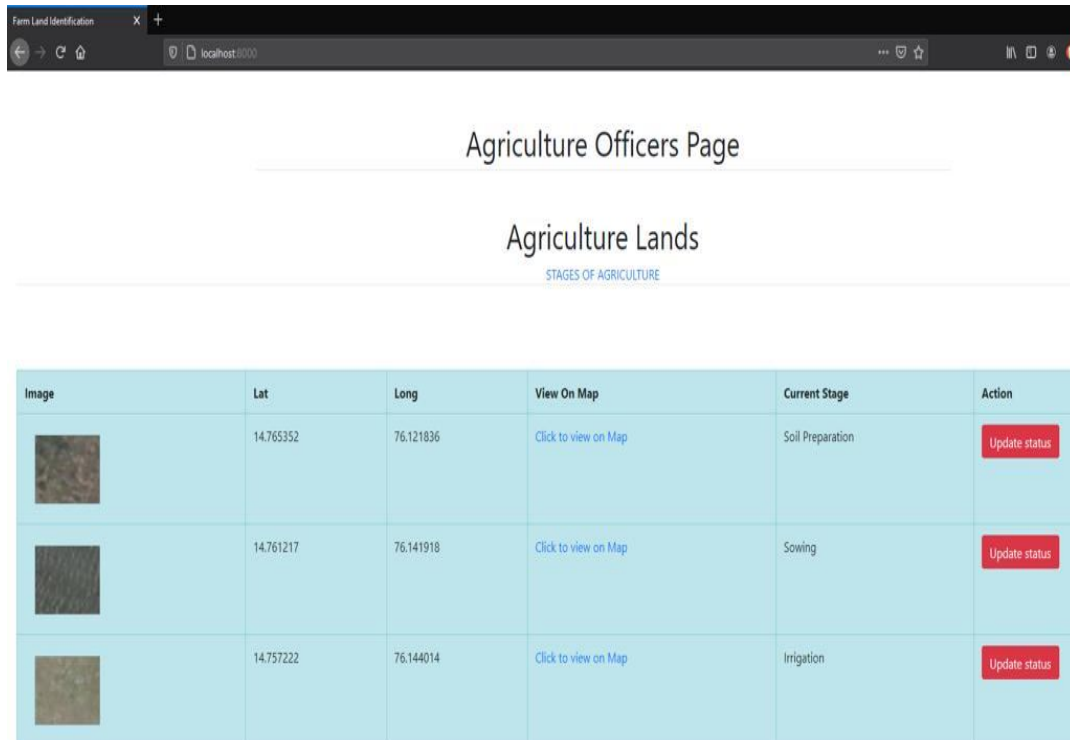 Farm Land Identification X +
localhost:8000
Agriculture Officers Page
Agriculture Lands
STAGES OF AGRICULTURE
Image Lat Long View On Map Current Stage Action
14.765352 76.121836 Click to view on Map Soil Preparation Update status
14.761217 76.141918 Click to view on Map Sowing Update status
14.757222 76.144014 Click to view on Map Irrigation Update status